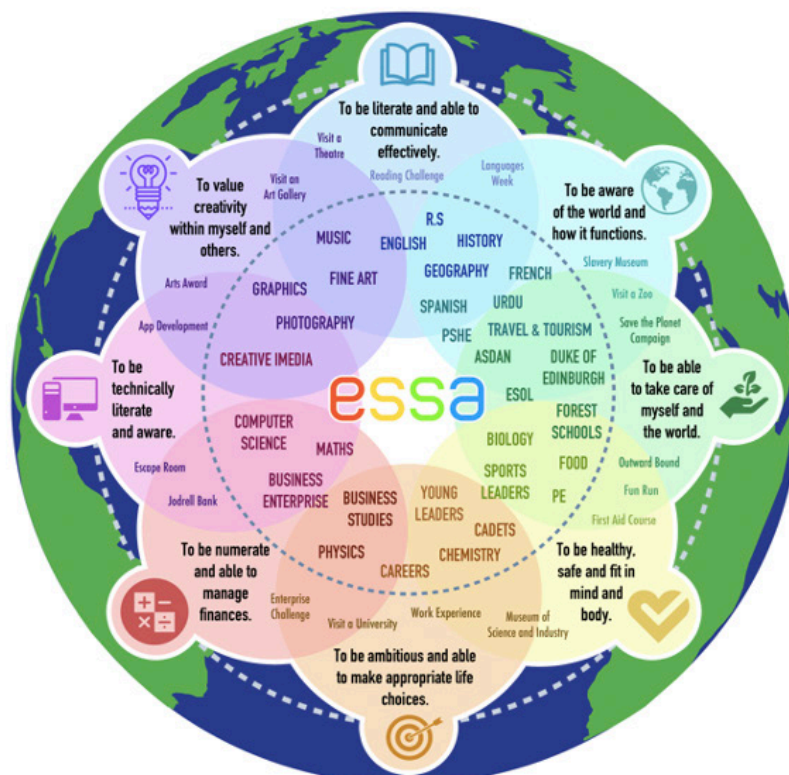 To be literate and able to
communicate
effectively.
Visit a
Theatre
Reading Challenge
Languages
Week
Visit an
Art Gallery
To value
creativity
within myself and
others.
To be aware
of the world and
how it functions.
R.S
MUSIC
ENGLISH
HISTORY
Slavery Museum
FINE ART
GEOGRAPHY
FRENCH
Arts Award
GRAPHICS
Visit a Zoo
SPANISH
URDU
App Development
PHOTOGRAPHY
PSHE
TRAVEL & TOURISM
Save the Planet
Campaign
CREATIVE IMEDIA
ASDAN
DUKE OF
EDINBURGH
To be
technically
literate
and aware.
essa
ESOL
To be able
to take care of
myself and
the world.
COMPUTER
SCIENCE
MATHS
FOREST
SCHOOLS
BIOLOGY
Escape Room
BUSINESS
ENTERPRISE
SPORTS
LEADERS
FOOD
Outward Bound
Jodrell Bank
BUSINESS
STUDIES
YOUNG
LEADERS
PE
Fun Run
CADETS
First Aid Course
To be numerate
and able to
manage
finances.
PHYSICS
CHEMISTRY
CAREERS
To be healthy,
safe and fit in
mind and
body.
Enterprise
Challenge
Visit a University
Work Experience
Museum of
Science and Industry
To be ambitious and able
to make appropriate life
choices.